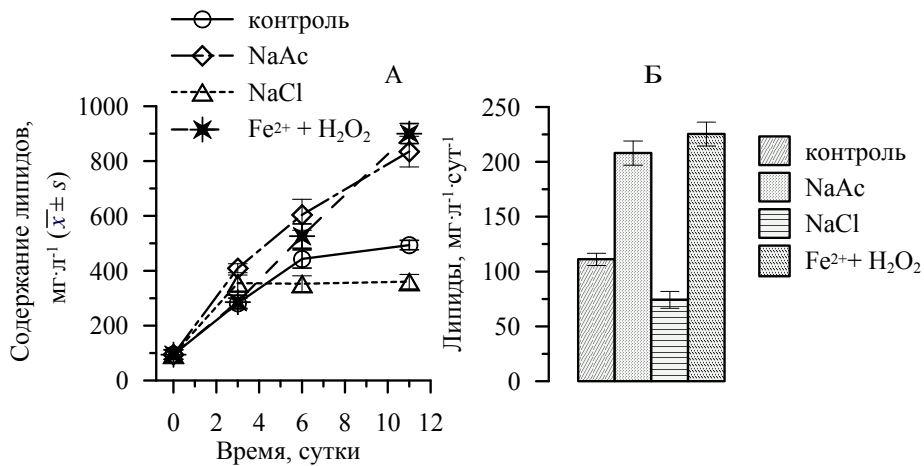 контроль
NaAc
NaCl
Fe²⁺ + H₂O₂
А
Содержание липидов,
мг·л⁻¹ (x̅ ± s)
1000
800
600
400
200
0
0 2 4 6 8 10 12
Время, сутки
Б
Липиды, мг·л⁻¹·сут⁻¹
250
200
150
100
75
50
25
0
контроль
NaAc
NaCl
Fe²⁺+ H₂O₂